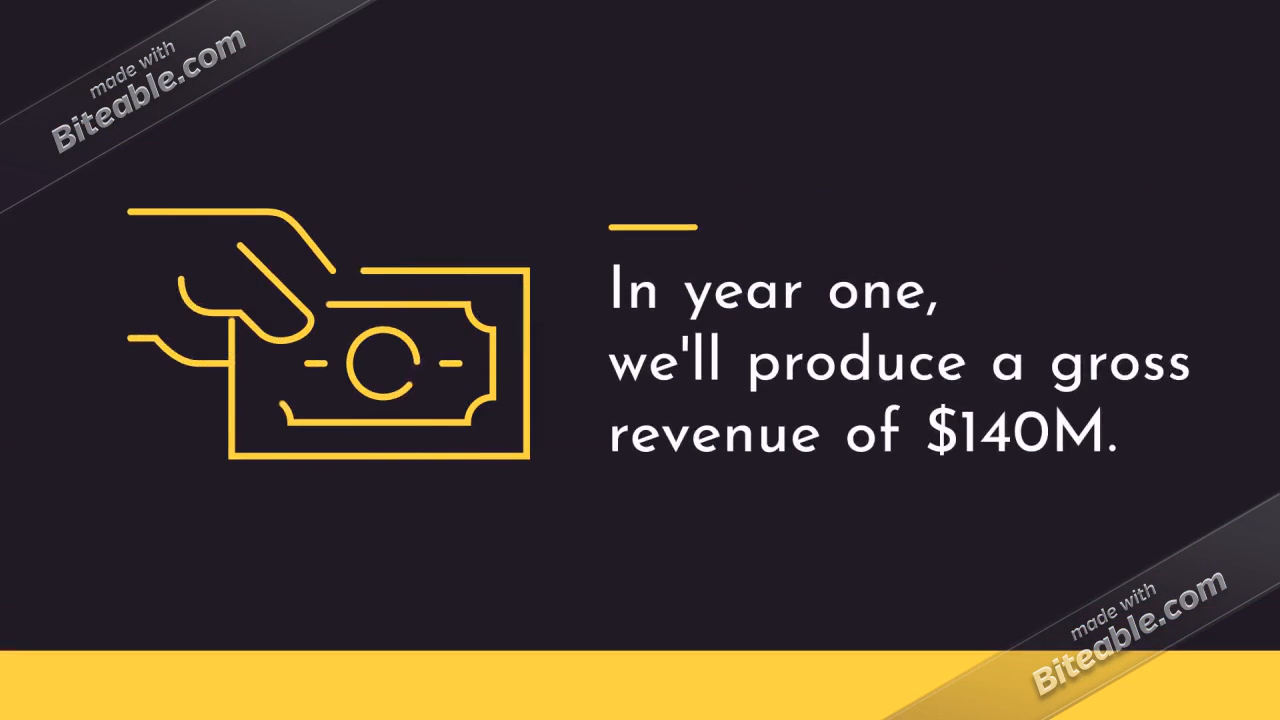 made with
Biteable.com
In year one,
we'll produce a gross
revenue of $140M.
made with
Biteable.com